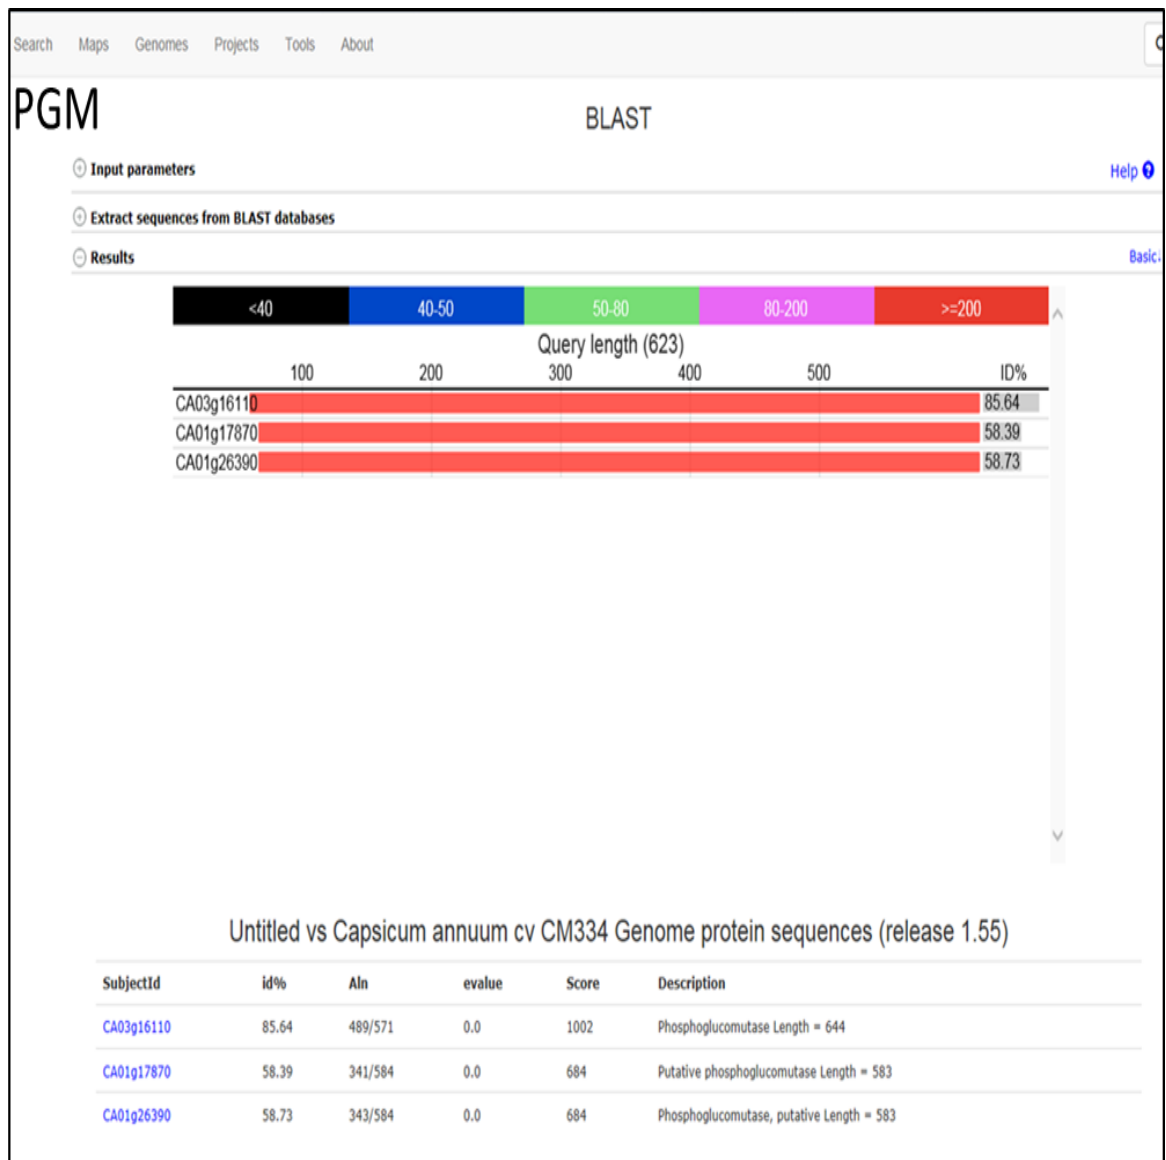 Search Maps Genomes Projects Tools About
PGM
BLAST
Input parameters
Help
Extract sequences from BLAST databases
Results
Basic
<40 40-50 50-80 80-200 >=200
Query length (623)
100 200 300 400 500 ID%
CA03g16110 85.64
CA01g17870 58.39
CA01g26390 58.73
Untitled vs Capsicum annuum cv CM334 Genome protein sequences (release 1.55)
SubjectId id% Aln evalue Score Description
CA03g16110 85.64 489/571 0.0 1002 Phosphoglucomutase Length = 644
CA01g17870 58.39 341/584 0.0 684 Putative phosphoglucomutase Length = 583
CA01g26390 58.73 343/584 0.0 684 Phosphoglucomutase, putative Length = 583